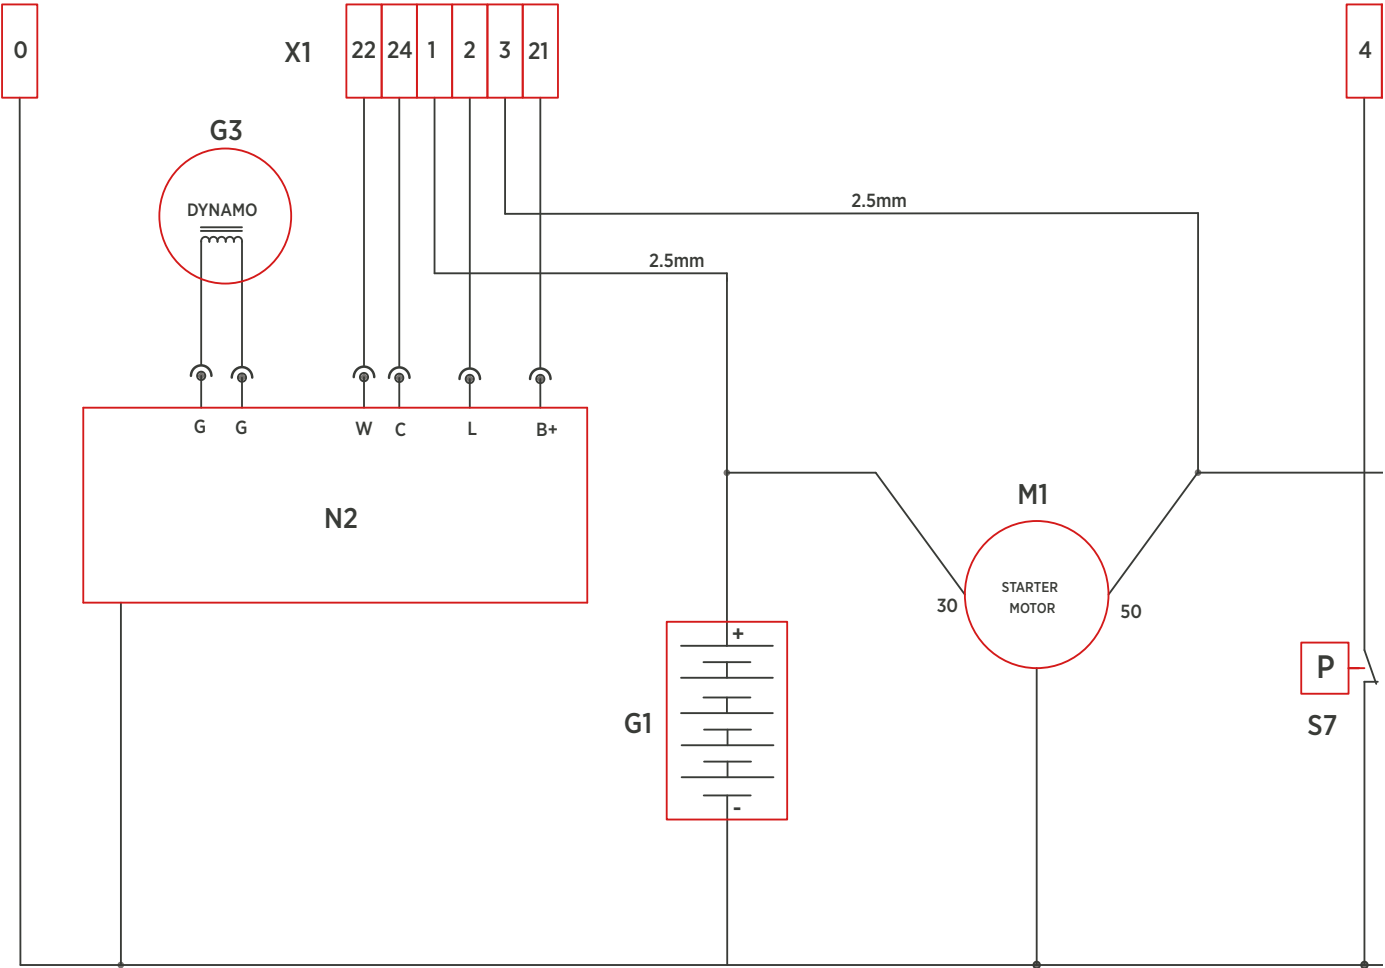 0
X1
22 24 1 2 3 21
4
G3
DYNAMO
2.5mm
2.5mm
G G W C L B+
N2
M1
STARTER
MOTOR
30
50
+
G1
-
P
S7